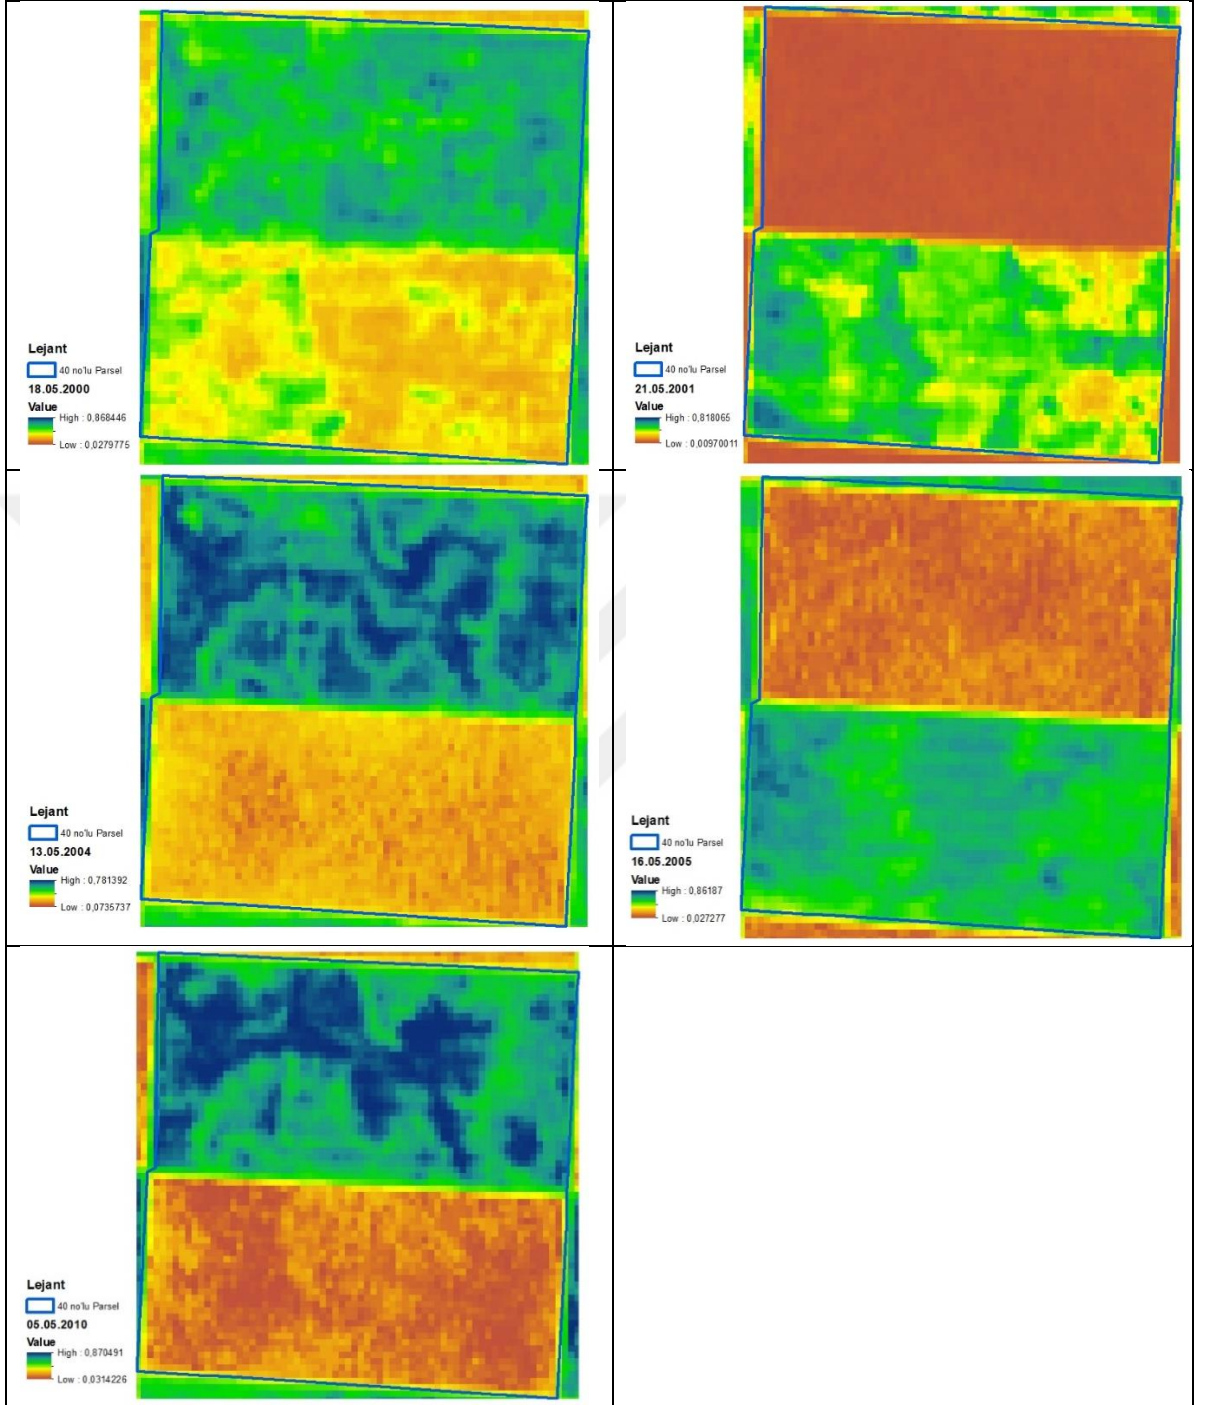 Lejant
40 no'lu Parsel
18.05.2000
Value
High : 0,868446
Low : 0,0279775
Lejant
40 no'lu Parsel
21.05.2001
Value
High : 0,818065
Low : 0,00970011
Lejant
40 no'lu Parsel
13.05.2004
Value
High : 0,781392
Low : 0,0735737
Lejant
40 no'lu Parsel
16.05.2005
Value
High : 0,86187
Low : 0,027277
Lejant
40 no'lu Parsel
05.05.2010
Value
High : 0,870491
Low : 0,0314226